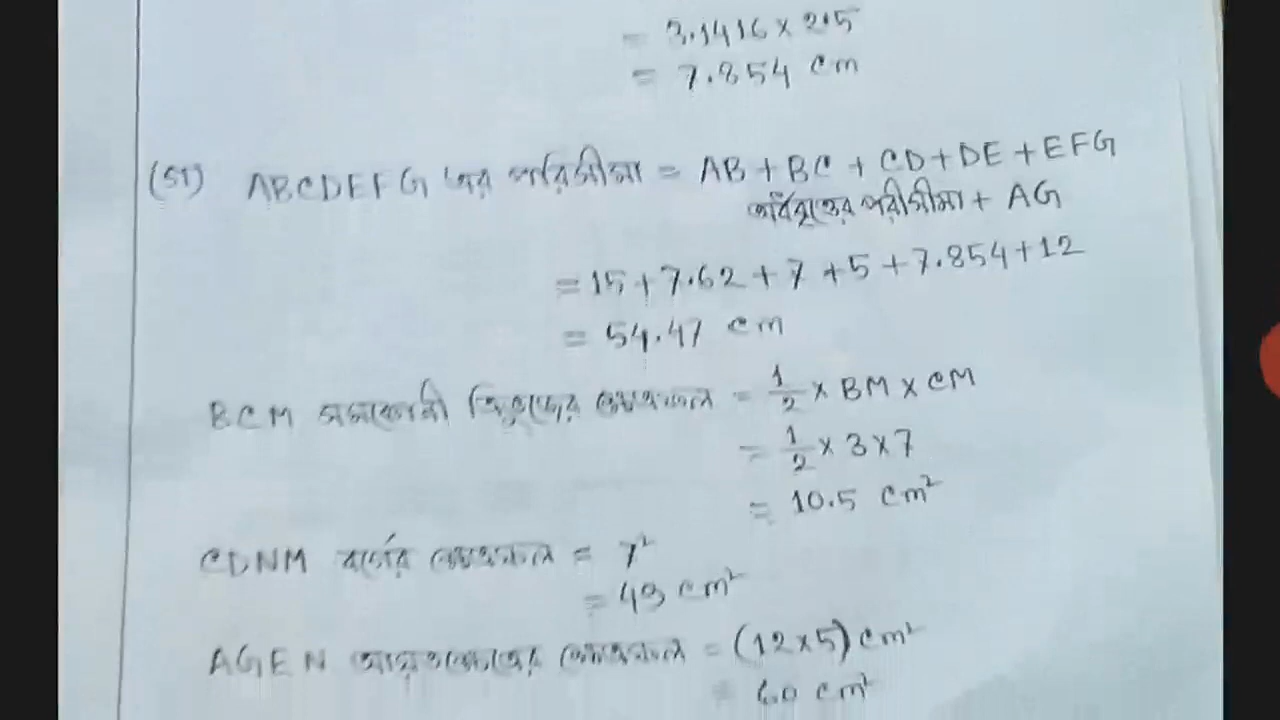 = 3.1416 × 2.5
= 7.854 cm
(গ) ABCDEFG এর পরিসীমা = AB + BC + CD + DE + EFG
অর্ধবৃত্তের পরীসীমা + AG
= 15 + 7.62 + 7 + 5 + 7.854 + 12
= 54.47 cm
BCM সমকোণী ত্রিভুজের ক্ষেত্রফল = 1/2 × BM × CM
= 1/2 × 3 × 7
= 10.5 cm²
CDNM বর্গের ক্ষেত্রফল = 7²
= 49 cm²
AGEN আয়তক্ষেত্রের ক্ষেত্রফল = (12×5) cm²
= 60 cm²